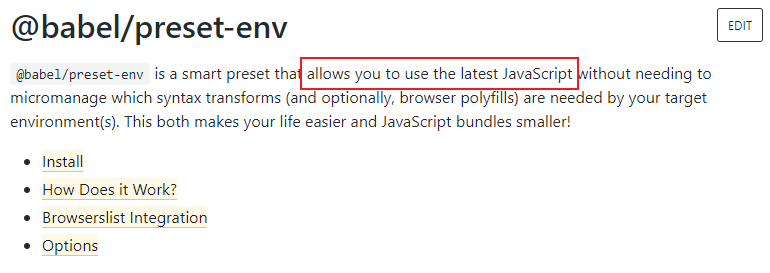 @babel/preset-env
EDIT
@babel/preset-env is a smart preset that allows you to use the latest JavaScript without needing to
micromanage which syntax transforms (and optionally, browser polyfills) are needed by your target
environment(s). This both makes your life easier and JavaScript bundles smaller!
Install
How Does it Work?
Browserslist Integration
Options